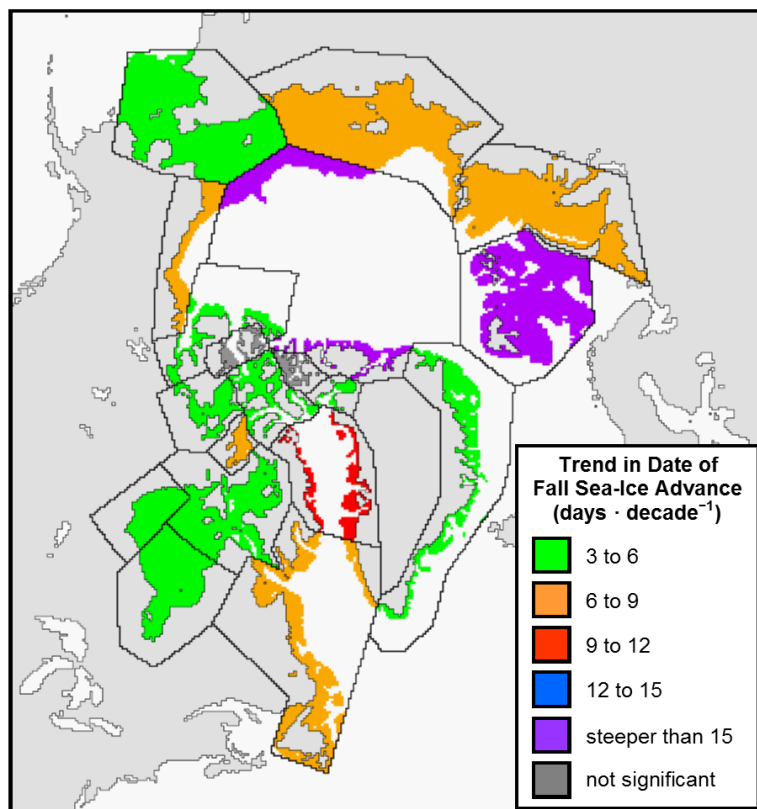 Trend in Date of
Fall Sea-Ice Advance
(days · decade⁻¹)
3 to 6
6 to 9
9 to 12
12 to 15
steeper than 15
not significant